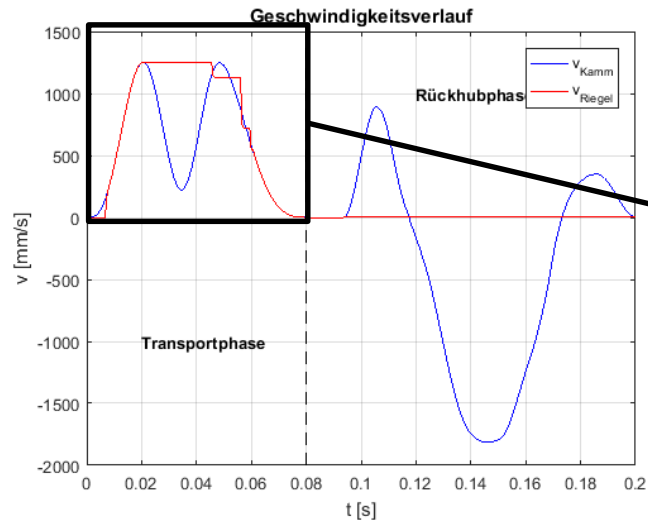 Geschwindigkeitsverlauf
1500
1000
500
0
-500
-1000
-1500
-2000
v [mm/s]
v_Kamm
v_Riegel
Rückhubphase
Transportphase
0 0.02 0.04 0.06 0.08 0.1 0.12 0.14 0.16 0.18 0.2
t [s]